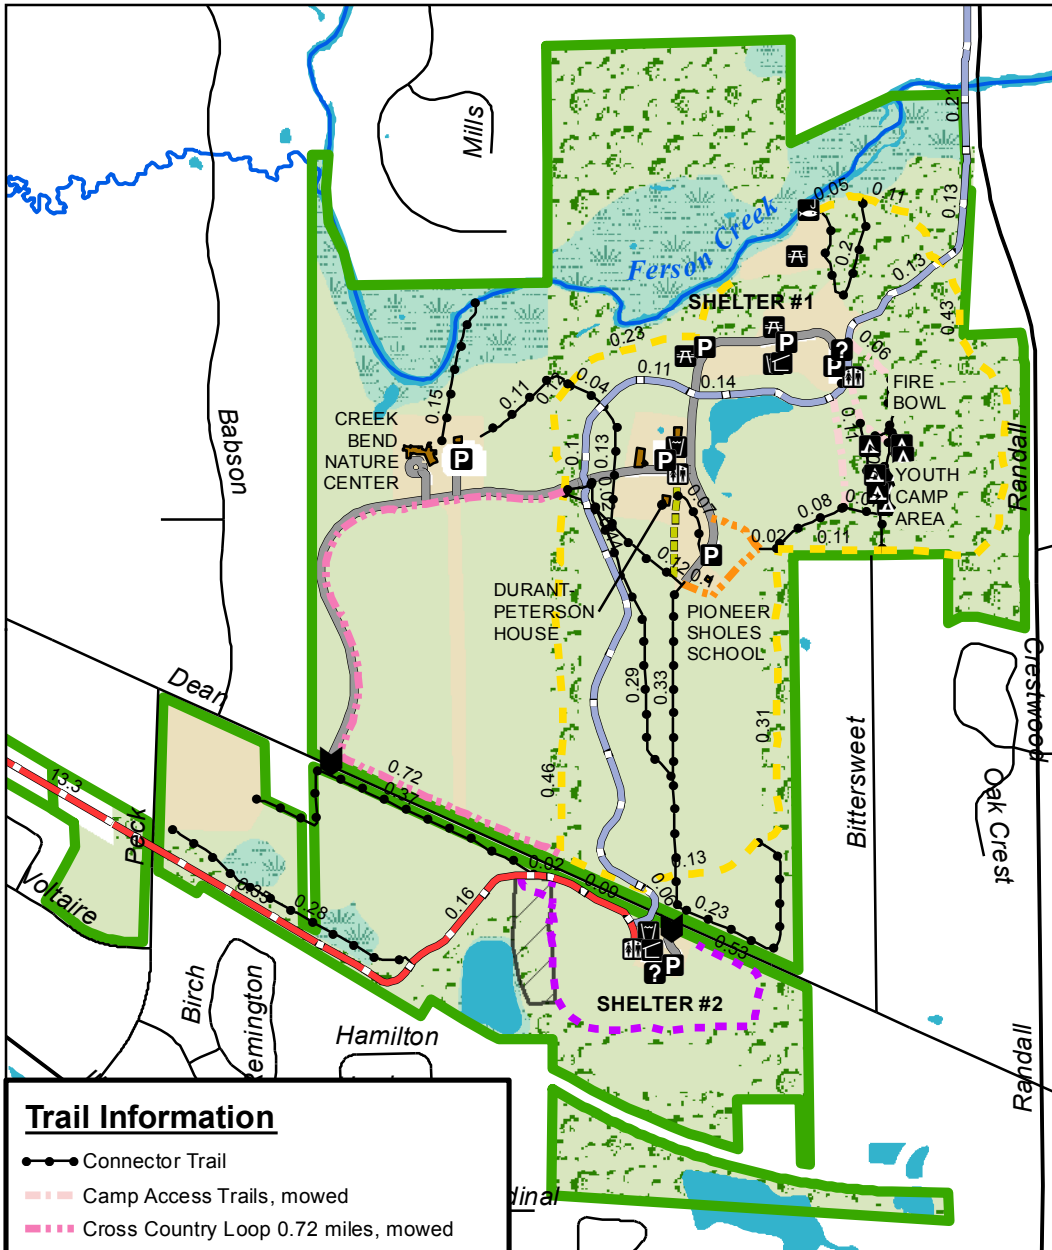 Mills
0.21
0.13
0.05
0.11
0.2
0.13
Ferson Creek
SHELTER #1
0.43
0.23
P
P
?
0.06
P
0.11
0.14
0.04
0.11
0.12
0.15
FIRE
BOWL
CREEK
BEND
NATURE
CENTER
P
0.13
P
Babson
Randall
YOUTH
CAMP
AREA
0.07
0.08
0.02
0.11
P
0.12
DURANT-
PETERSON
HOUSE
PIONEER
SHOLES
SCHOOL
Dean
0.29
0.33
0.31
Crestwood
Bittersweet
Oak Crest
13.3
0.72
0.37
0.46
Peck
0.02
0.13
0.09
0.06
Voltaire
0.35
0.28
0.16
0.23
0.53
P
?
SHELTER #2
Birch
Remington
Hamilton
Randall
Trail Information
Connector Trail
Camp Access Trails, mowed
dinal
Cross Country Loop 0.72 miles, mowed